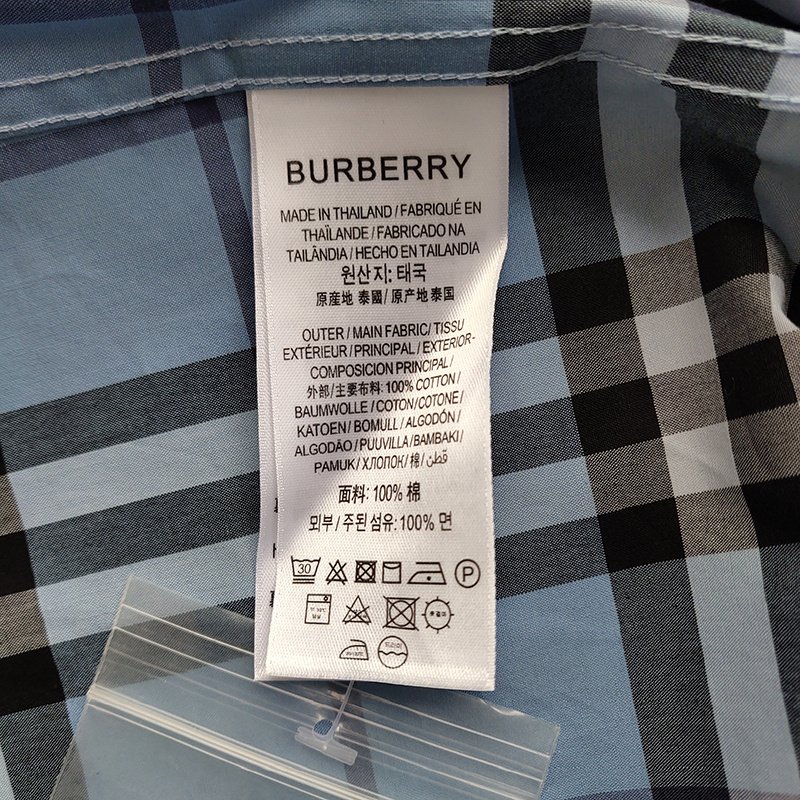 BURBERRY
MADE IN THAILAND / FABRIQUÉ EN
THAÏLANDE / FABRICADO NA
TAILÂNDIA / HECHO EN TAILANDIA
원산지: 태국
原産地 泰國 / 原产地 泰国
OUTER / MAIN FABRIC/ TISSU
EXTÉRIEUR / PRINCIPAL / EXTERIOR-
COMPOSICION PRINCIPAL /
外部 / 主要布料: 100% COTTON /
BAUMWOLLE / COTON / COTONE /
KATOEN / BOMULL / ALGODÓN /
ALGODÃO / PUUVILLA / BAMBAKI /
PAMUK / ХЛОПОК / 棉 / قطن
面料: 100% 棉
외부 / 주된 섬유: 100% 면
30 P